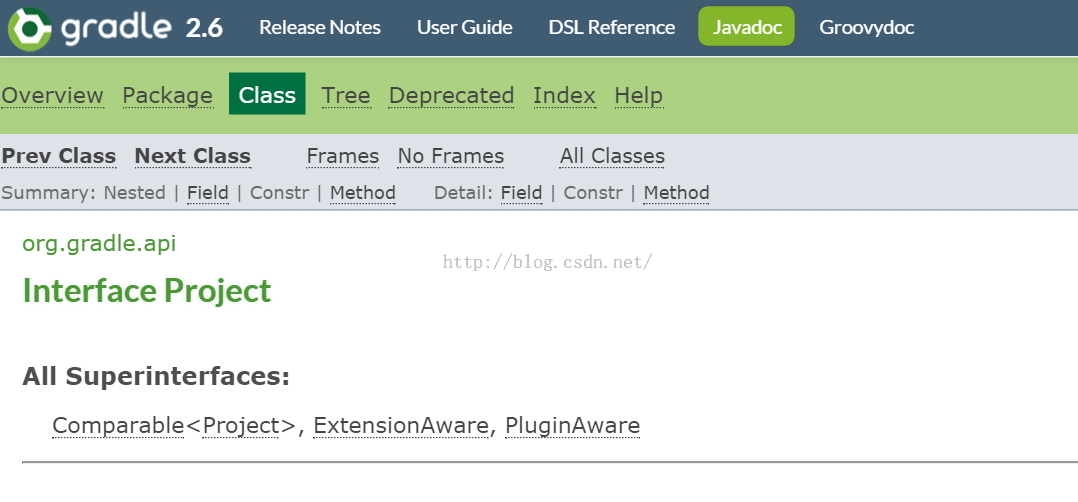 gradle 2.6 Release Notes User Guide DSL Reference Javadoc Groovydoc
Overview Package Class Tree Deprecated Index Help
Prev Class Next Class Frames No Frames All Classes
Summary: Nested | Field | Constr | Method Detail: Field | Constr | Method
org.gradle.api
http://blog.csdn.net/
Interface Project
All Superinterfaces:
Comparable<Project>, ExtensionAware, PluginAware